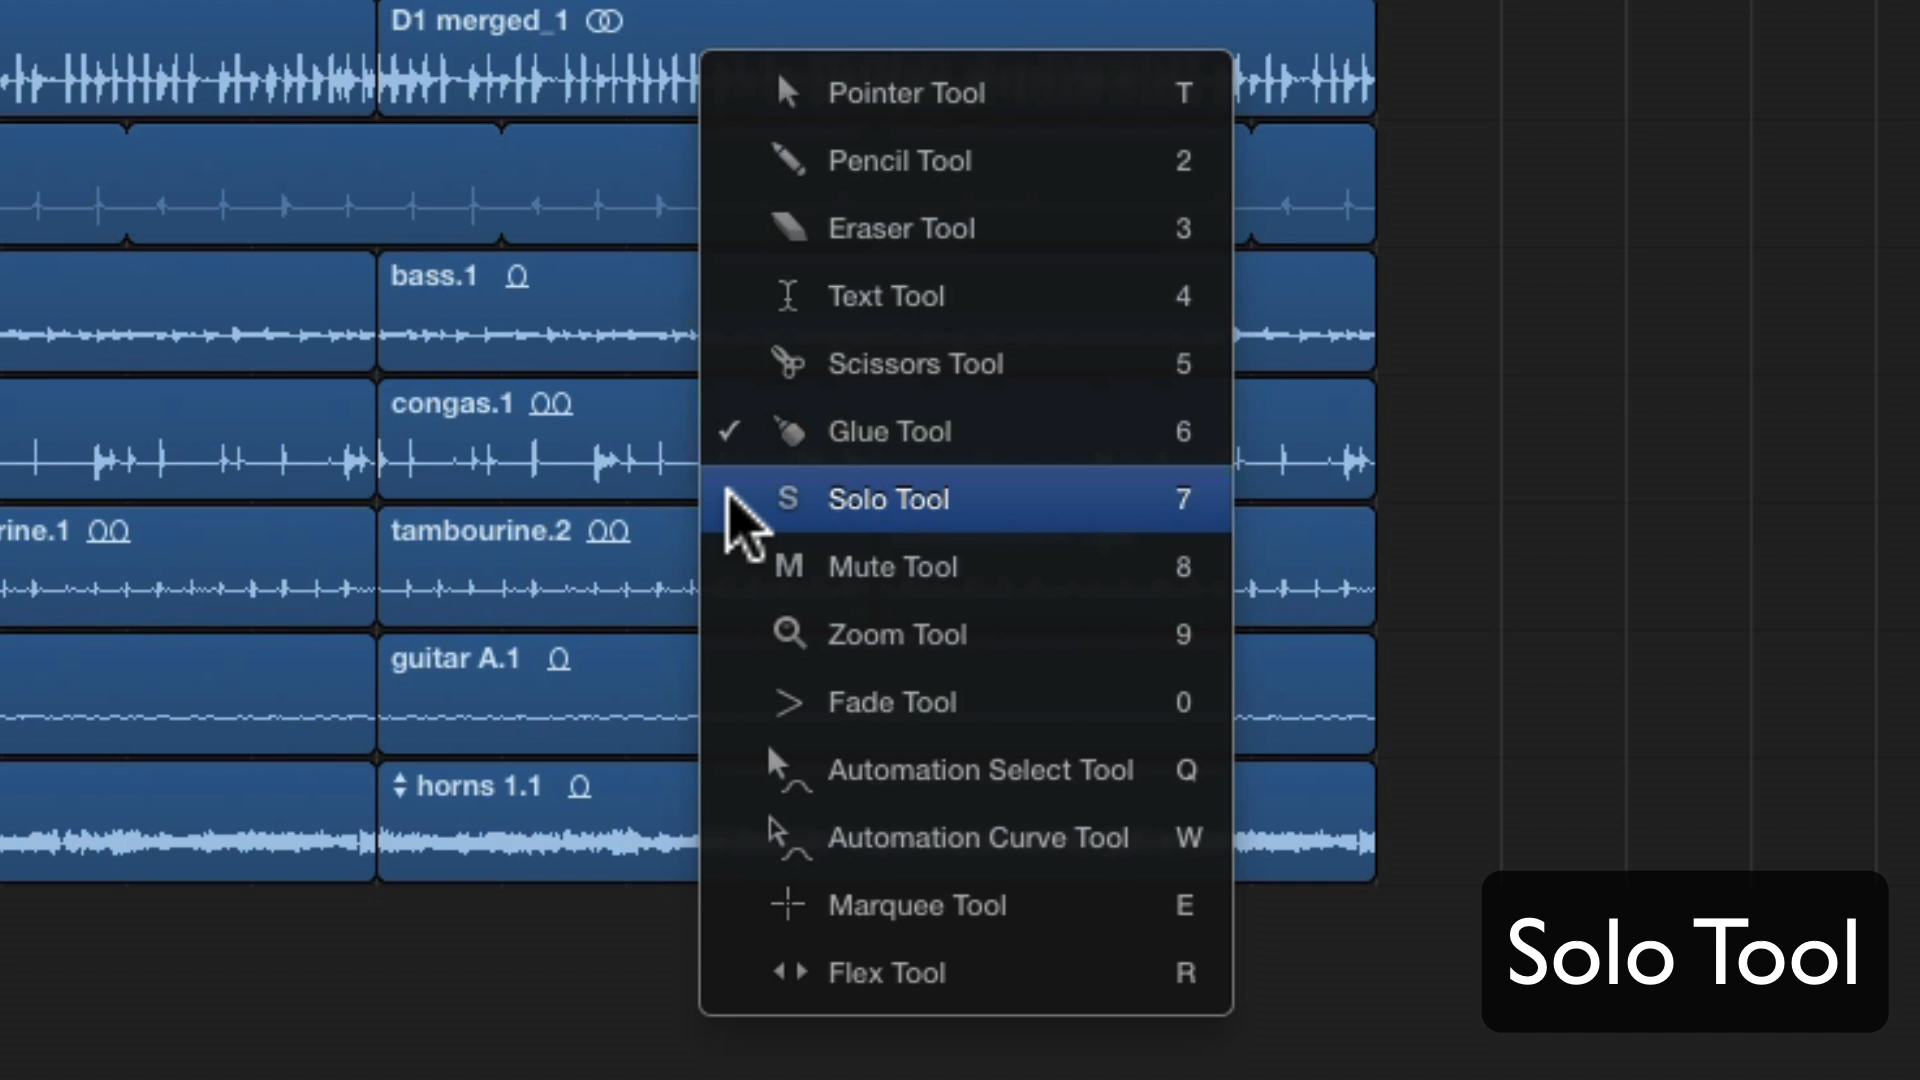 D1 merged_1
Pointer Tool T
Pencil Tool 2
Eraser Tool 3
bass.1
Text Tool 4
Scissors Tool 5
congas.1
Glue Tool 6
S Solo Tool 7
rine.1
tambourine.2
M Mute Tool 8
Zoom Tool 9
guitar A.1
Fade Tool 0
Automation Select Tool Q
horns 1.1
Automation Curve Tool W
Marquee Tool E
Flex Tool R
Solo Tool